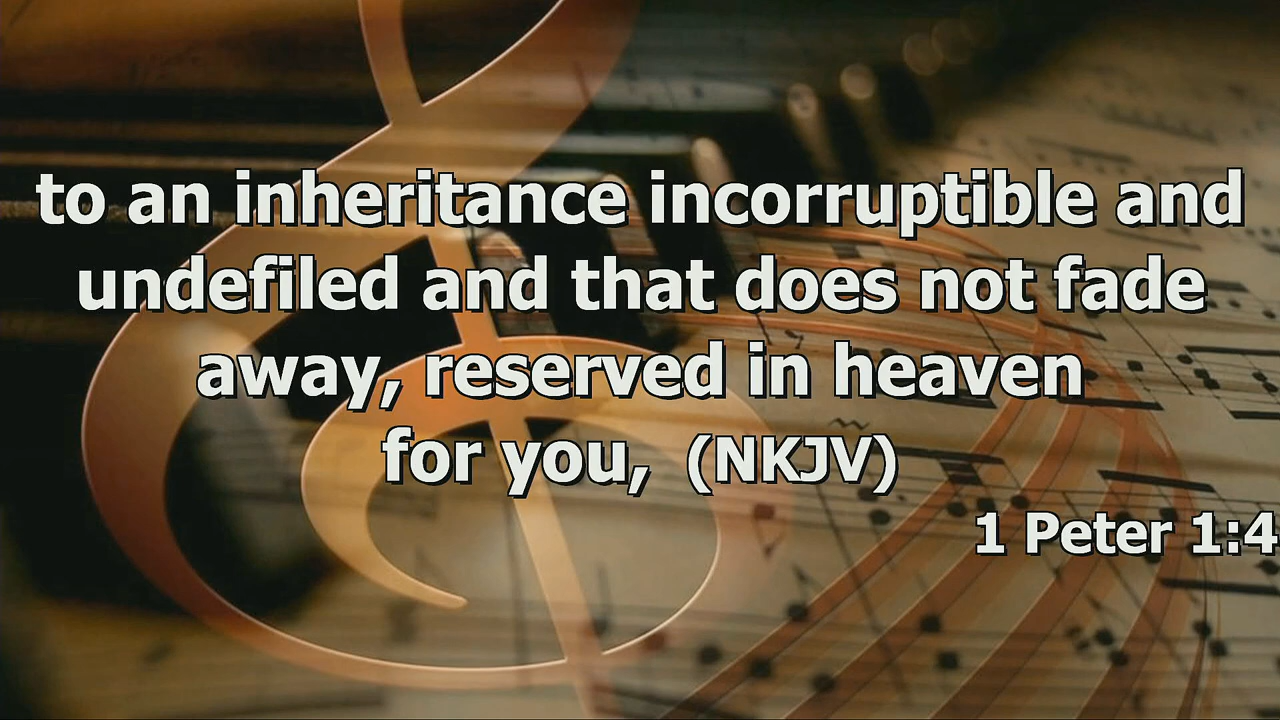 to an inheritance incorruptible and
undefiled and that does not fade
away, reserved in heaven
for you, (NKJV)
1 Peter 1:4